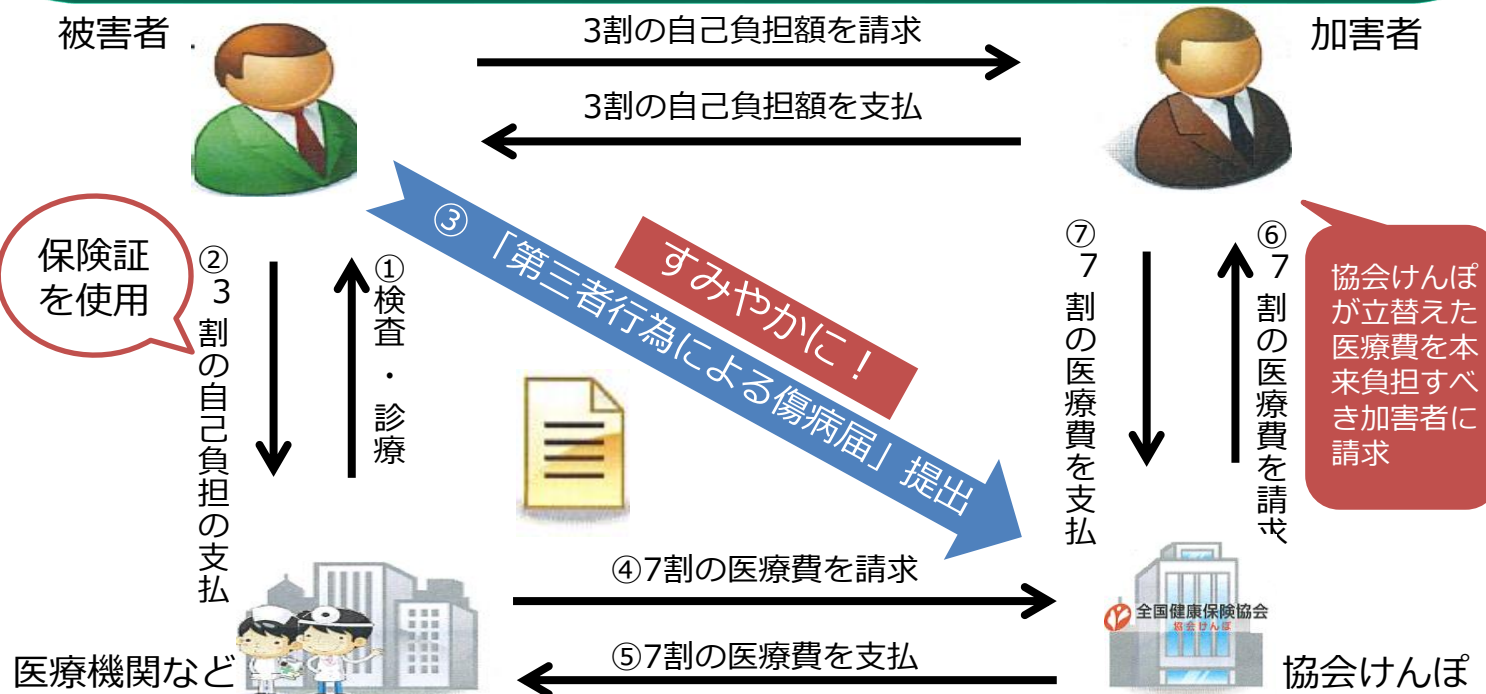 被害者
3割の自己負担額を請求
加害者
3割の自己負担額を支払
保険証
を使用
②3割の自己負担の支払
①検査・診療
③「第三者行為による傷病届」提出
すみやかに！
⑦7割の医療費を支払
⑥7割の医療費を請求
協会けんぽ
が立替えた
医療費を本
来負担すべ
き加害者に
請求
④7割の医療費を請求
⑤7割の医療費を支払
全国健康保険協会
協会けんぽ
医療機関など
協会けんぽ